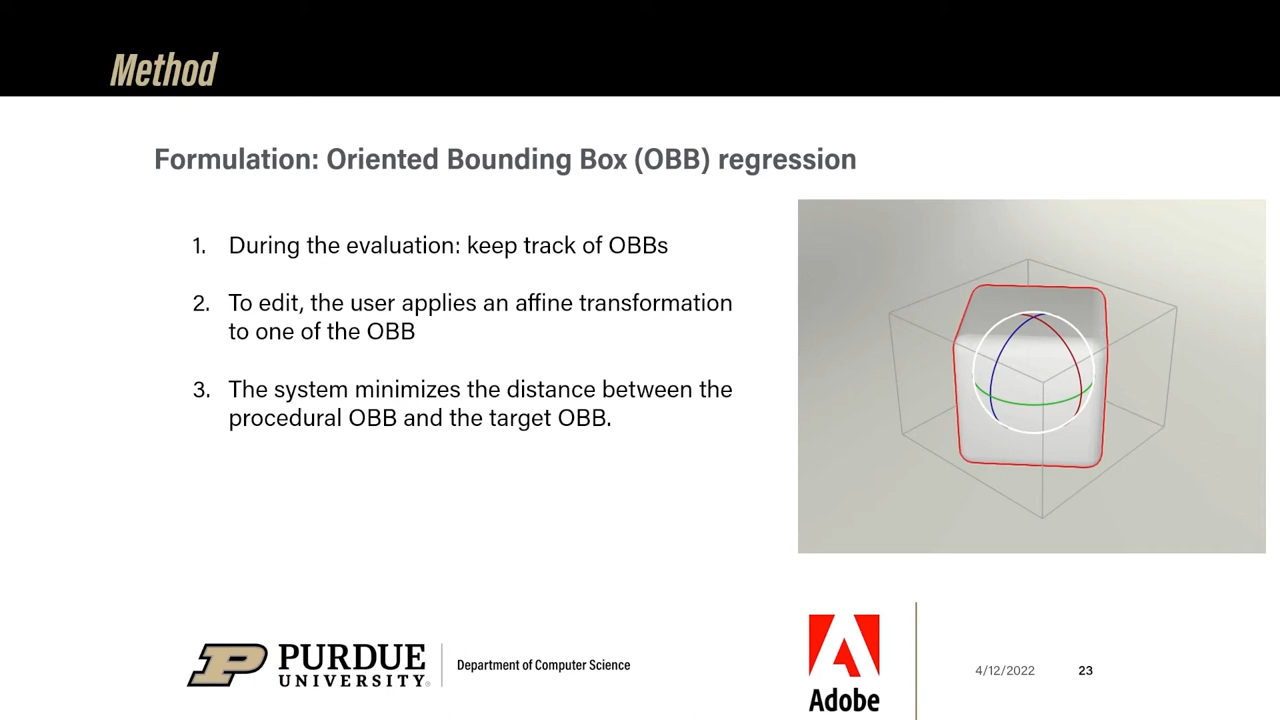 Method
Formulation: Oriented Bounding Box (OBB) regression
1. During the evaluation: keep track of OBBs
2. To edit, the user applies an affine transformation
to one of the OBB
3. The system minimizes the distance between the
procedural OBB and the target OBB.
P PURDUE
UNIVERSITY®
Department of Computer Science
Adobe
4/12/2022
23